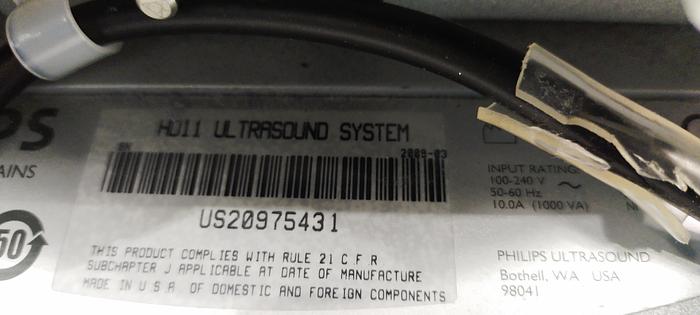 HD11 ULTRASOUND SYSTEM
SN
2009-03
US20975431
THIS PRODUCT COMPLIES WITH RULE 21 C F R
SUBCHAPTER J APPLICABLE AT DATE OF MANUFACTURE
MADE IN U S A OF DOMESTIC AND FOREIGN COMPONENTS
PS
AINS
50
INPUT RATING
100-240 V ~
50-60 Hz
10.0A (1000 VA)
PHILIPS ULTRASOUND
Bothell, WA USA
98041